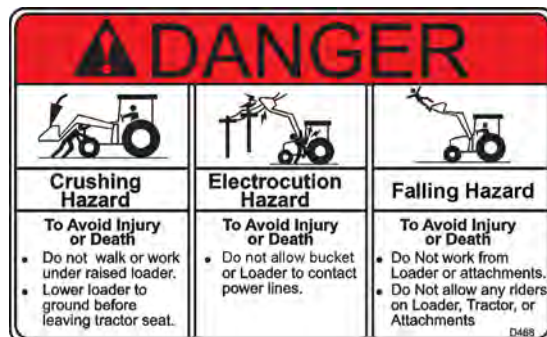 DANGER
Crushing
Hazard
To Avoid Injury
or Death
• Do not walk or work
under raised loader.
• Lower loader to
ground before
leaving tractor seat.
Electrocution
Hazard
To Avoid Injury
or Death
• Do not allow bucket
or Loader to contact
power lines.
Falling Hazard
To Avoid Injury
or Death
• Do Not work from
Loader or attachments.
• Do Not allow any riders
on Loader, Tractor, or
Attachments
D468